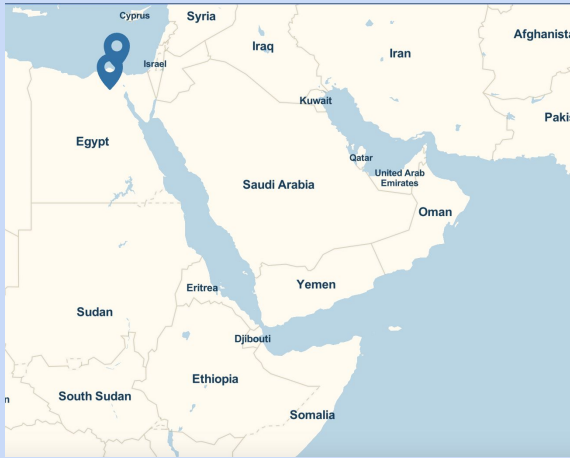 Cyprus
Syria
Afghanista
Iraq
Iran
Israel
Kuwait
Paki
Egypt
Qatar
United Arab
Emirates
Saudi Arabia
Oman
Yemen
Eritrea
Sudan
Djibouti
Ethiopia
South Sudan
n
Somalia